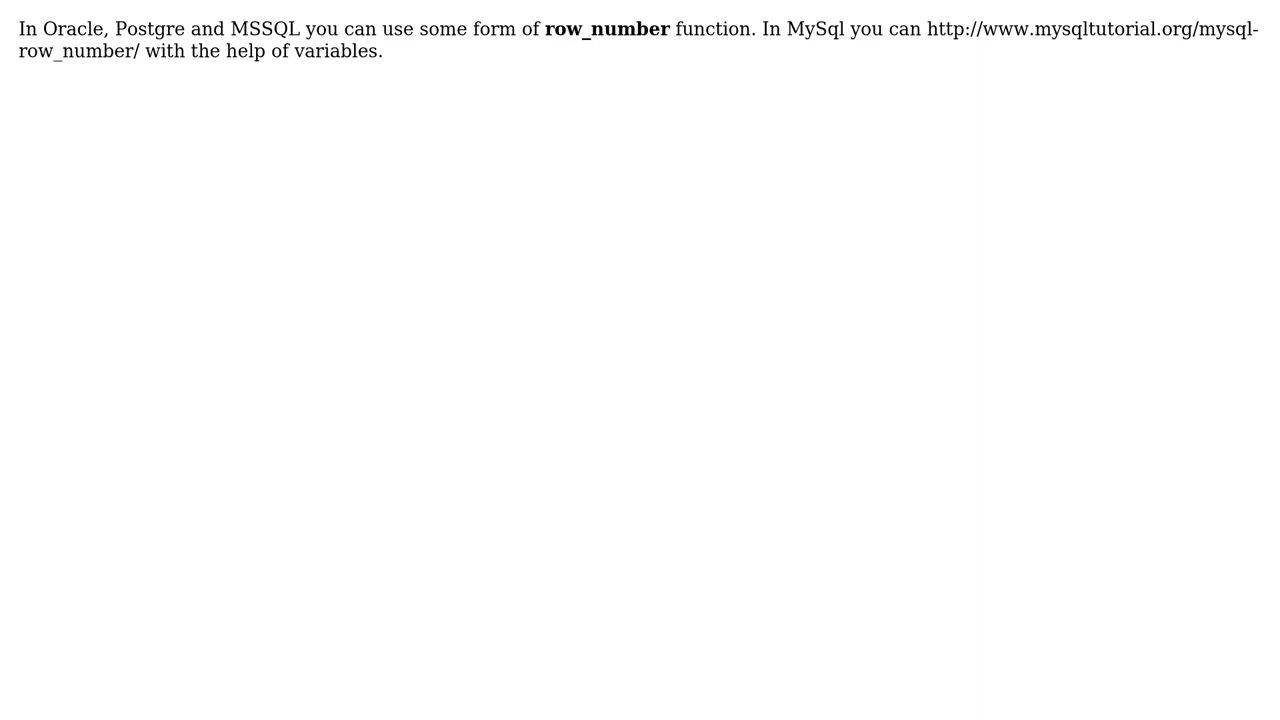 In Oracle, Postgre and MSSQL you can use some form of row_number function. In MySql you can http://www.mysqltutorial.org/mysql-
row_number/ with the help of variables.